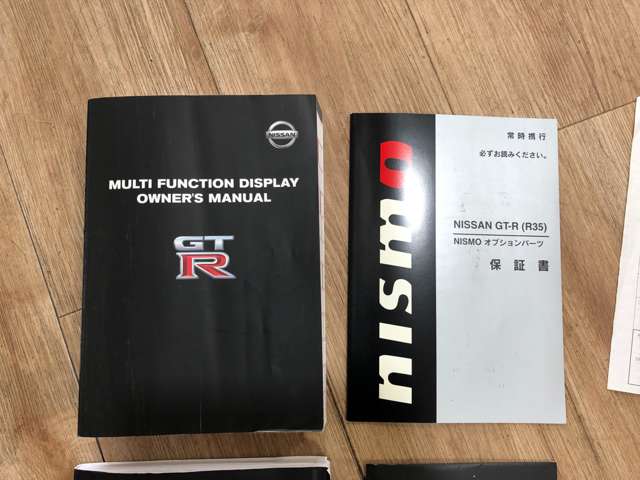 NISSAN
MULTI FUNCTION DISPLAY
OWNER'S MANUAL
GT
R
nismo
常時携行
必ずお読みください。
NISSAN GT-R (R35)
NISMO オプションパーツ
保証書